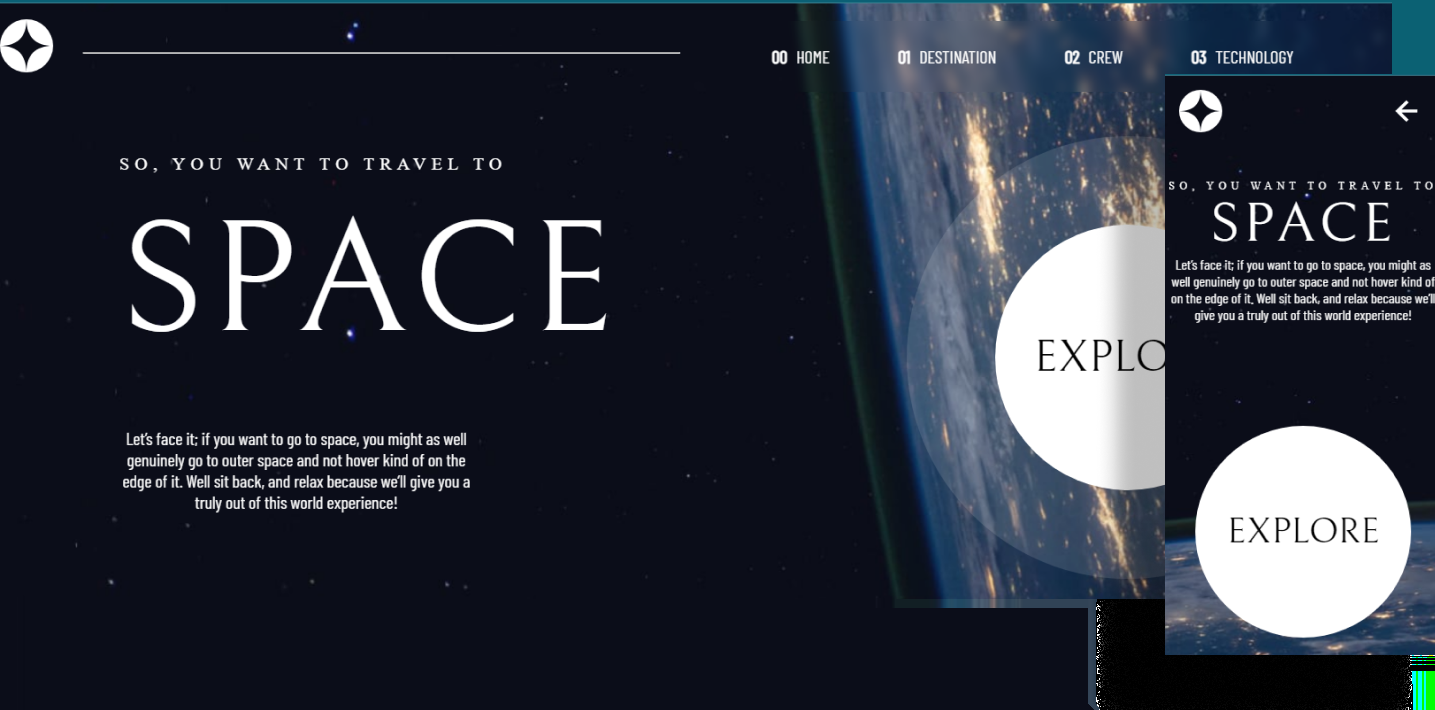 00 HOME 01 DESTINATION 02 CREW 03 TECHNOLOGY
SO, YOU WANT TO TRAVEL TO
SPACE
Let's face it; if you want to go to space, you might as well
genuinely go to outer space and not hover kind of on the
edge of it. Well sit back, and relax because we'll give you a
truly out of this world experience!
EXPLO
SO, YOU WANT TO TRAVEL TO
SPACE
Let's face it; if you want to go to space, you might as
well genuinely go to outer space and not hover kind of
on the edge of it. Well sit back, and relax because we'll
give you a truly out of this world experience!
EXPLORE